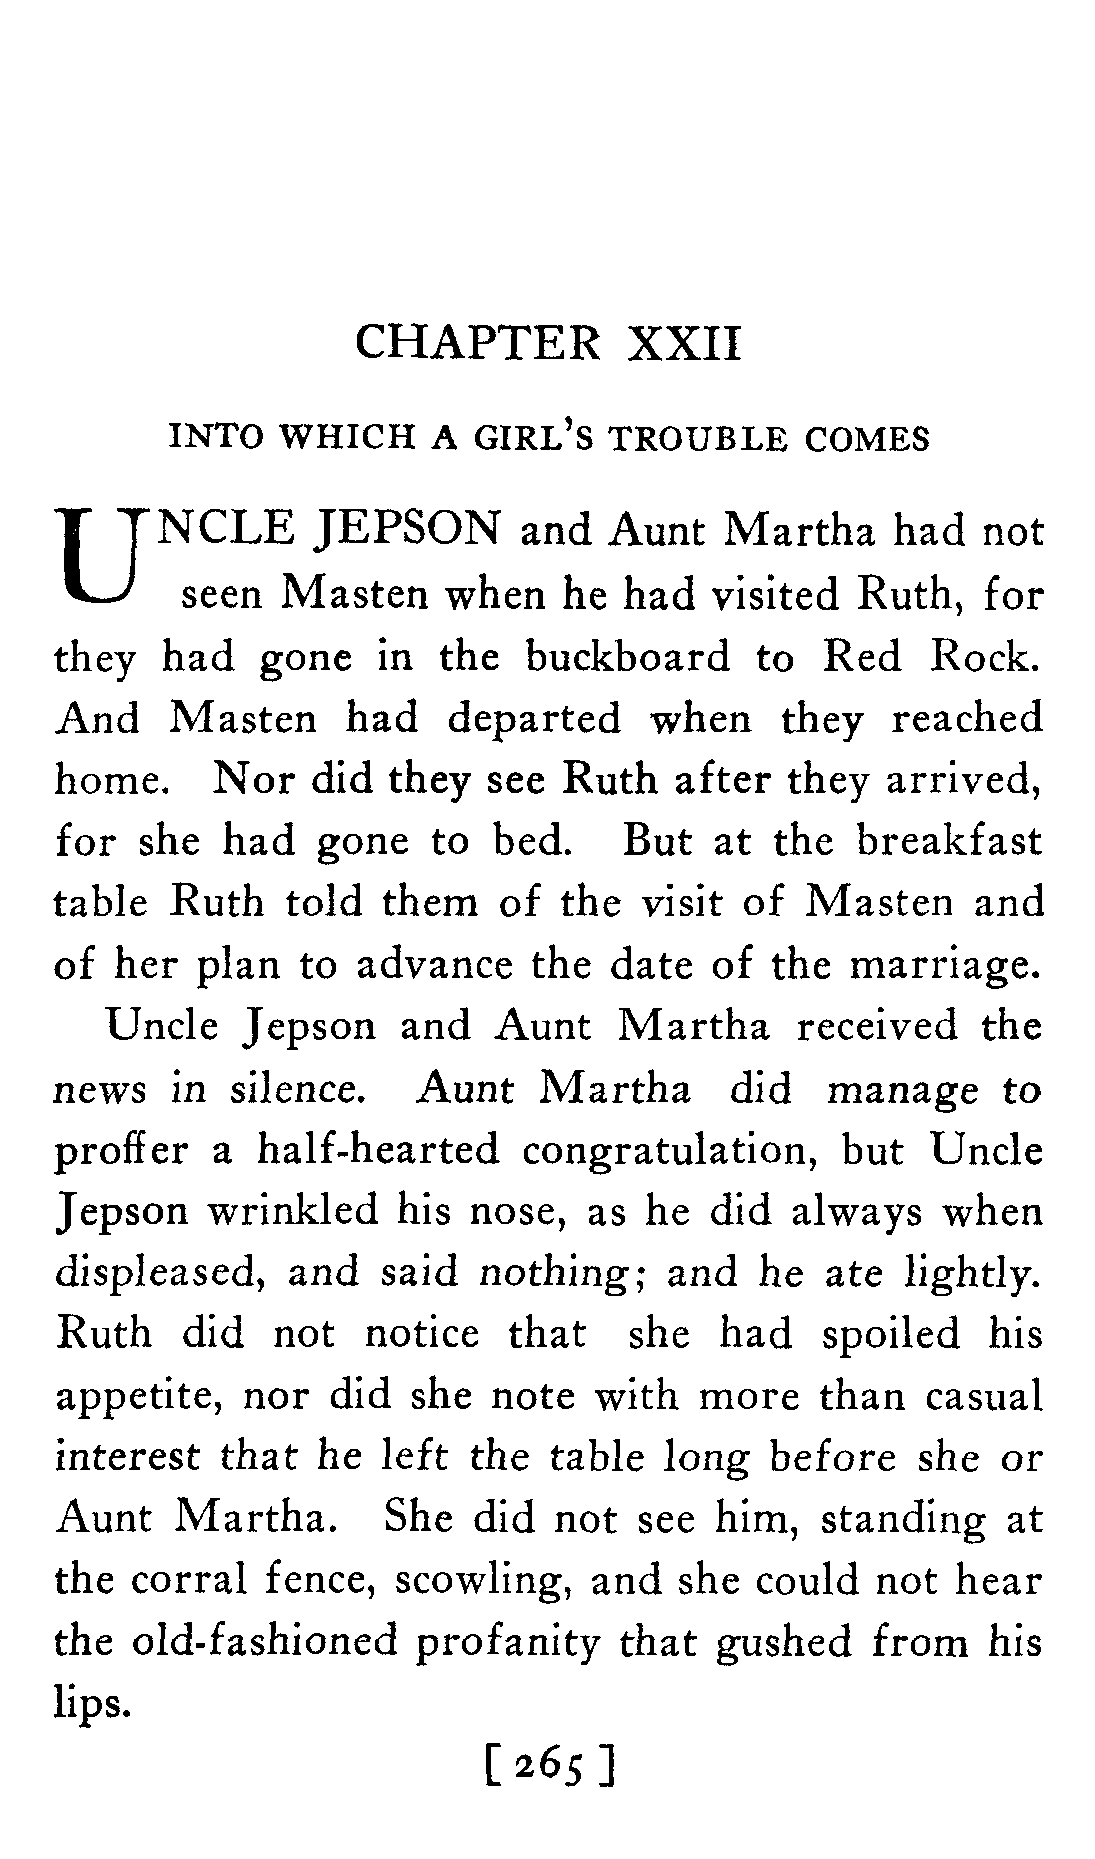 CHAPTER XXII
INTO WHICH A GIRL'S TROUBLE COMES
UNCLE JEPSON and Aunt Martha had not
seen Masten when he had visited Ruth, for
they had gone in the buckboard to Red Rock.
And Masten had departed when they reached
home. Nor did they see Ruth after they arrived,
for she had gone to bed. But at the breakfast
table Ruth told them of the visit of Masten and
of her plan to advance the date of the marriage.
Uncle Jepson and Aunt Martha received the
news in silence. Aunt Martha did manage to
proffer a half-hearted congratulation, but Uncle
Jepson wrinkled his nose, as he did always when
displeased, and said nothing; and he ate lightly.
Ruth did not notice that she had spoiled his
appetite, nor did she note with more than casual
interest that he left the table long before she or
Aunt Martha. She did not see him, standing at
the corral fence, scowling, and she could not hear
the old-fashioned profanity that gushed from his
lips.
[ 265 ]